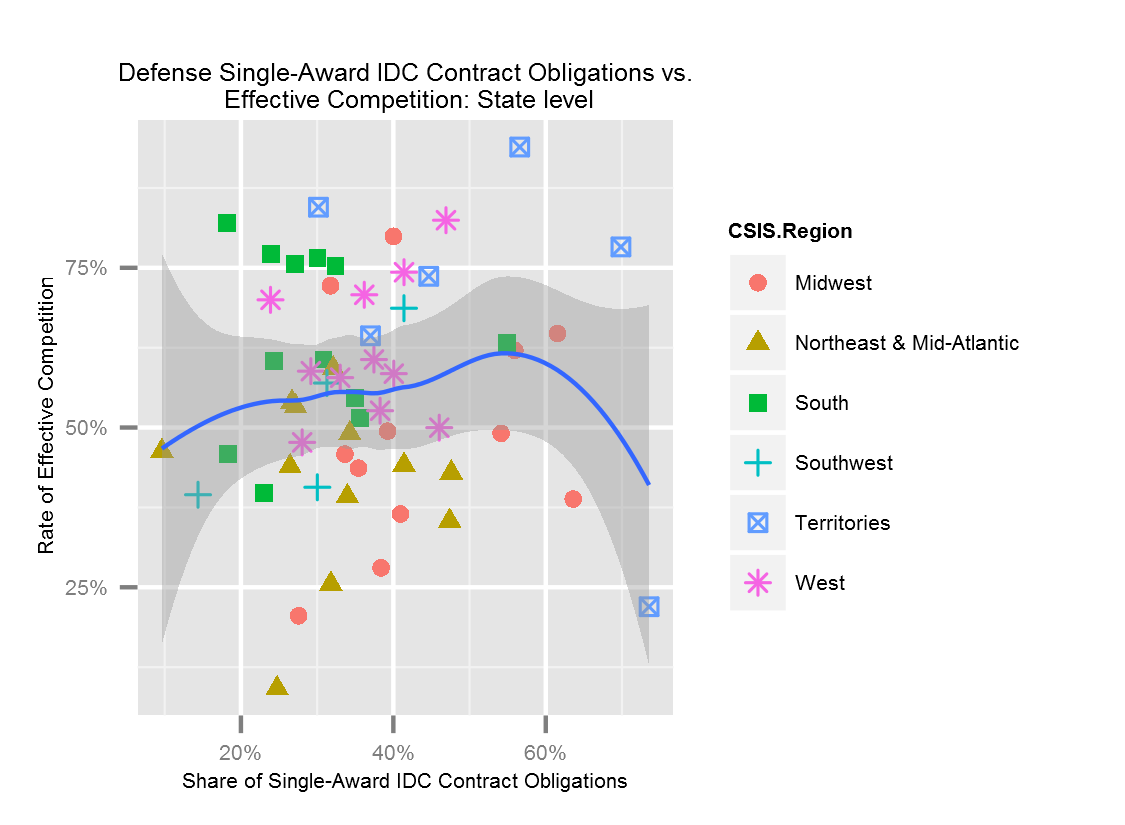 Defense Single-Award IDC Contract Obligations vs.
Effective Competition: State level
Rate of Effective Competition
75%
50%
25%
20%
40%
60%
Share of Single-Award IDC Contract Obligations
CSIS.Region
Midwest
Northeast & Mid-Atlantic
South
Southwest
Territories
West